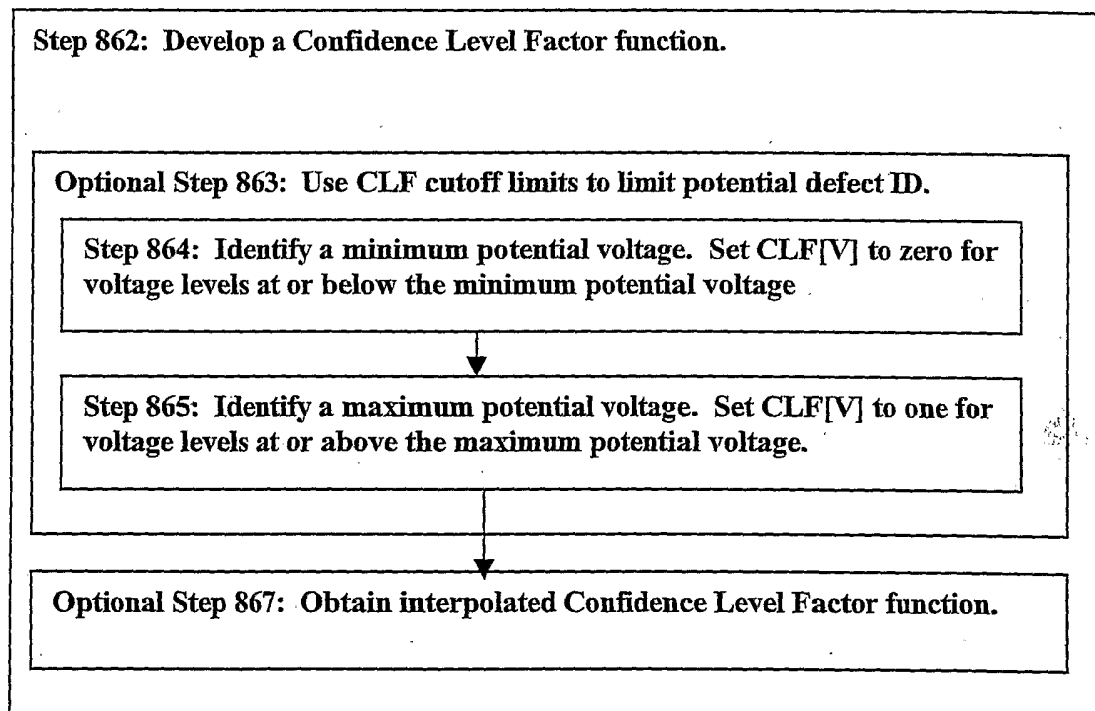 Step 862: Develop a Confidence Level Factor function.
Optional Step 863: Use CLF cutoff limits to limit potential defect ID.
Step 864: Identify a minimum potential voltage. Set CLF[V] to zero for
voltage levels at or below the minimum potential voltage
Step 865: Identify a maximum potential voltage. Set CLF[V] to one for
voltage levels at or above the maximum potential voltage.
Optional Step 867: Obtain interpolated Confidence Level Factor function.